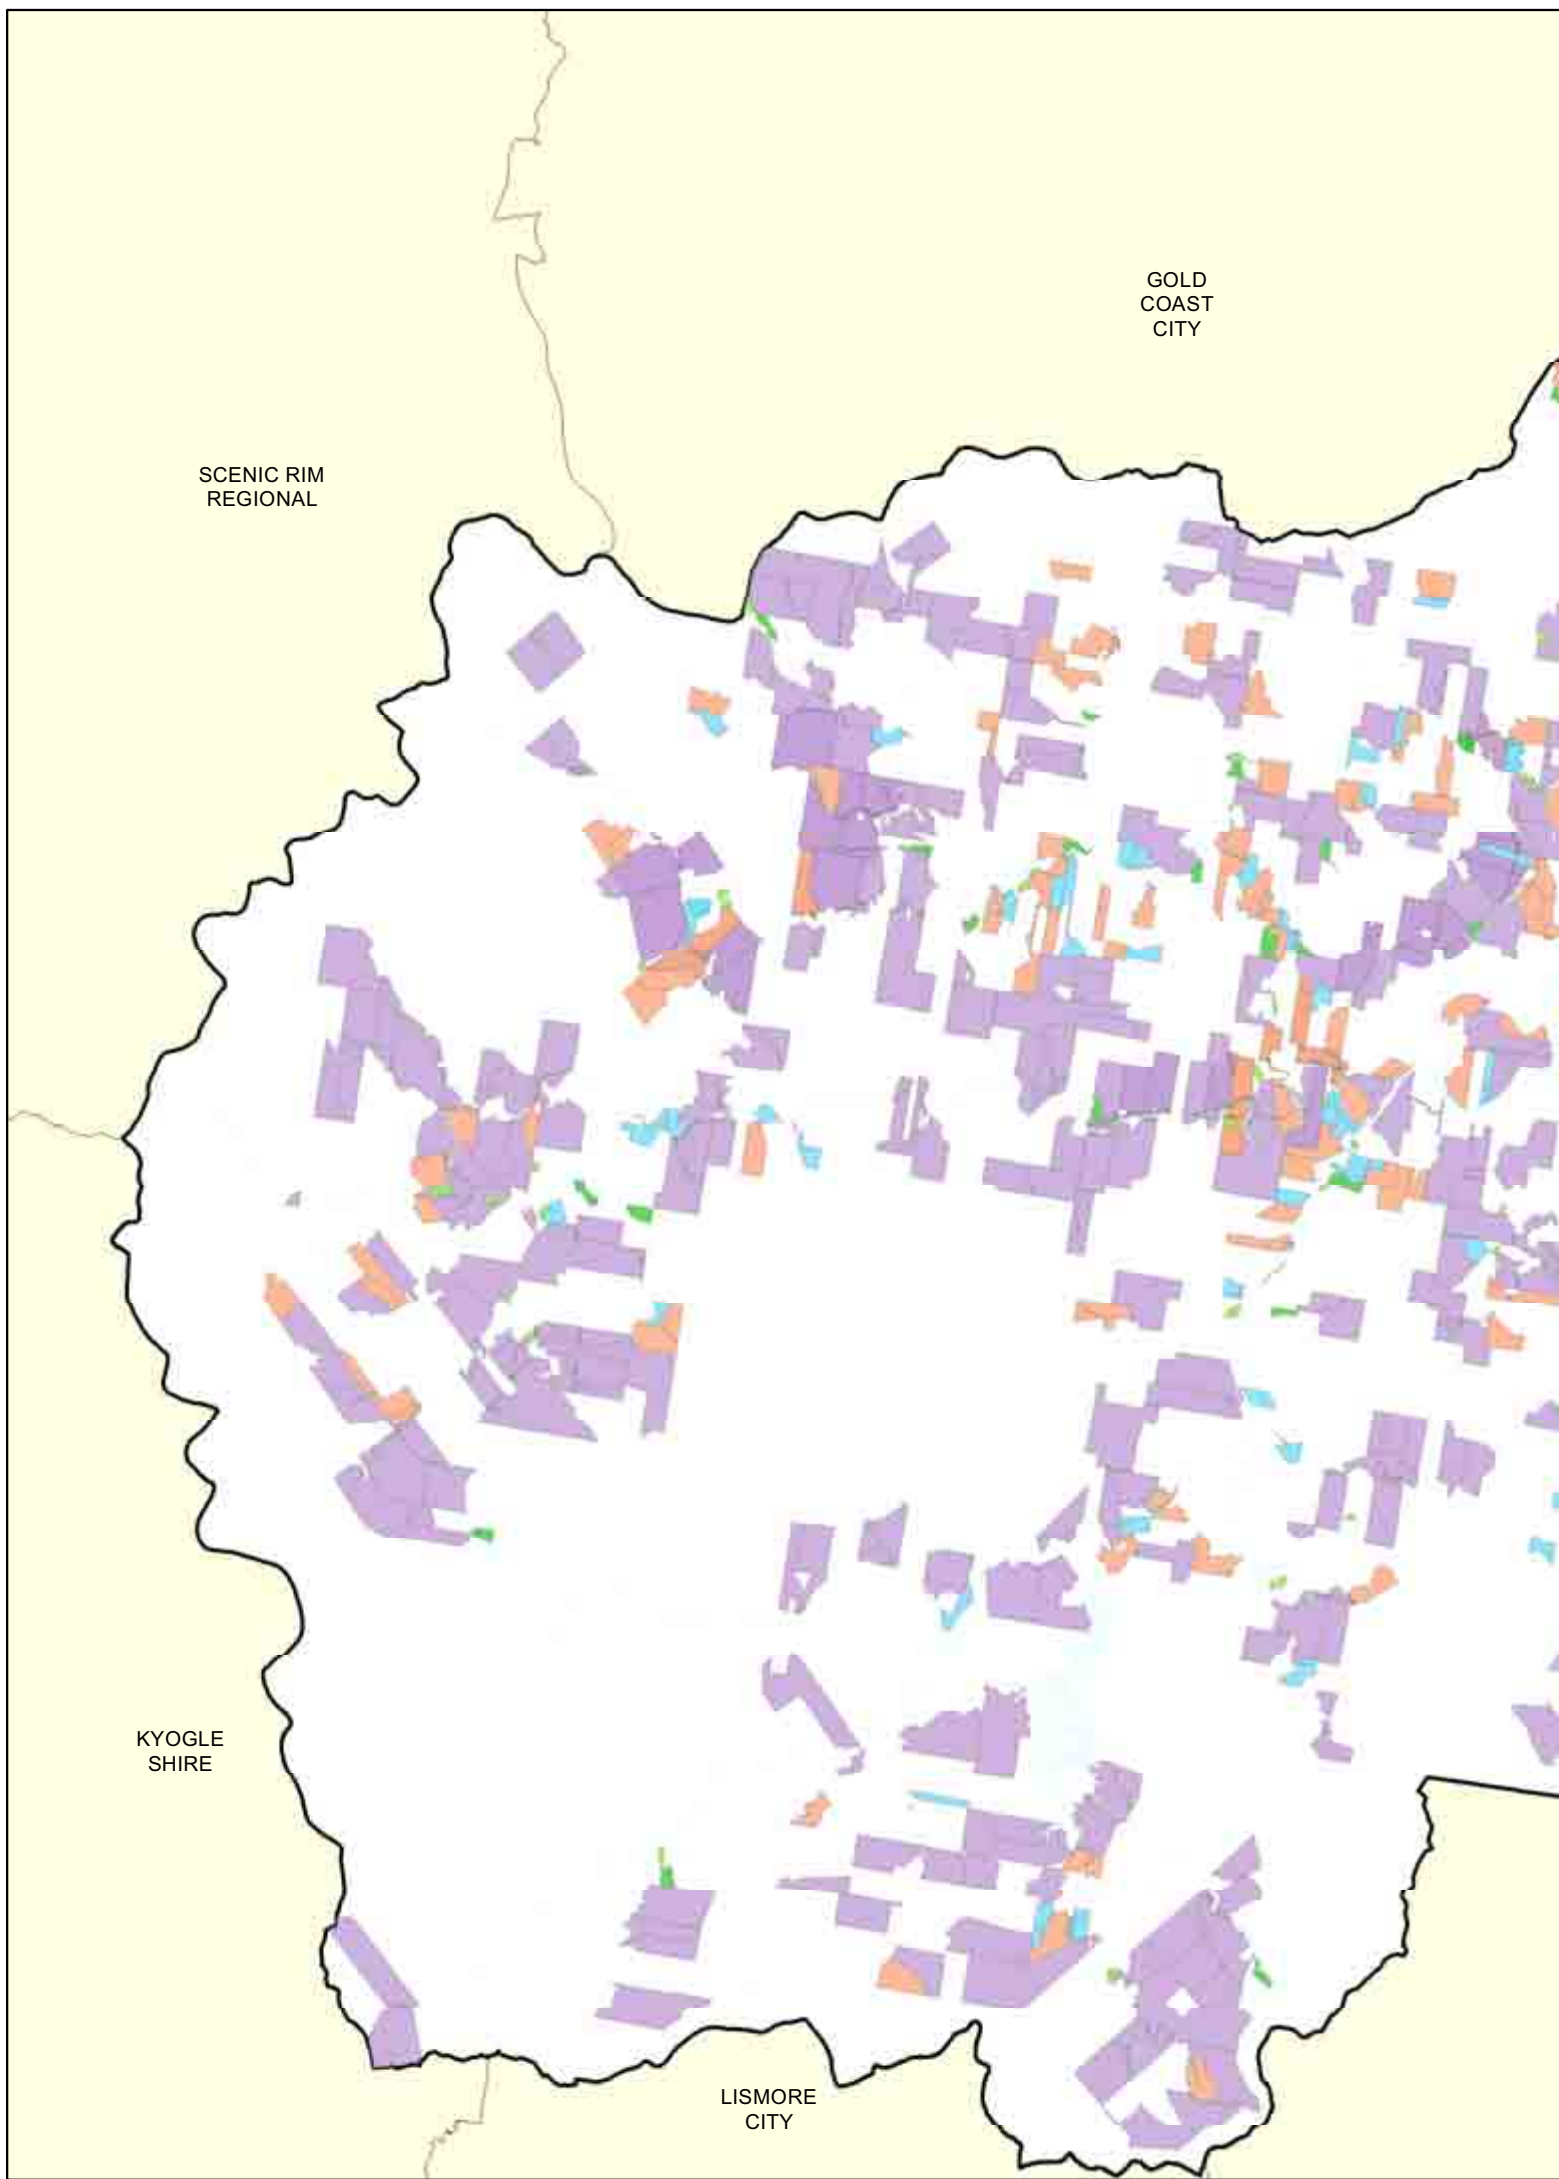 GOLD
COAST
CITY
SCENIC RIM
REGIONAL
KYOGLE
SHIRE
LISMORE
CITY